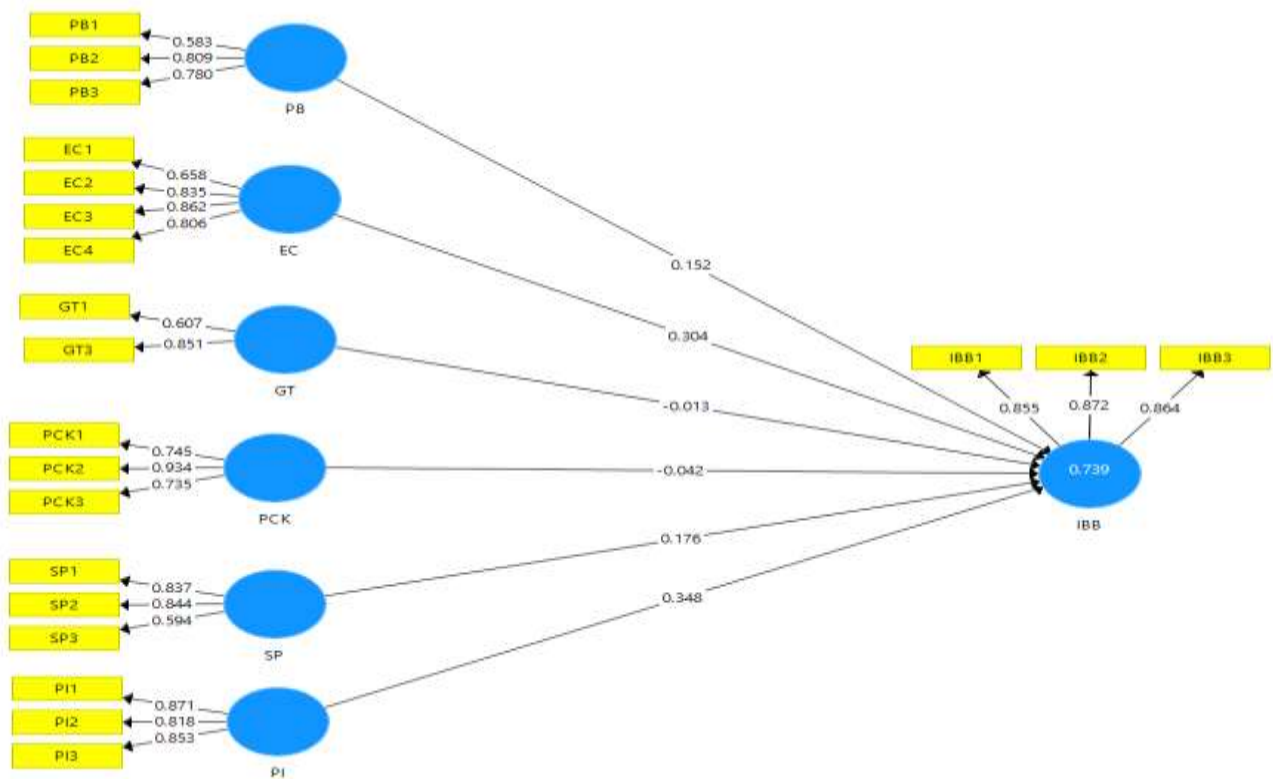 PB1
0.583
PB2
0.809
PB3
0.780
PB
EC1
0.658
EC2
0.835
EC3
0.862
EC4
0.806
EC
GT1
0.607
GT3
0.851
GT
PCK1
0.745
PCK2
0.934
PCK3
0.735
PCK
SP1
0.837
SP2
0.844
SP3
0.594
SP
PI1
0.871
PI2
0.818
PI3
0.853
PI
0.152
0.304
-0.013
-0.042
0.176
0.348
IBB1
IBB2
IBB3
0.855
0.872
0.864
0.739
IBB